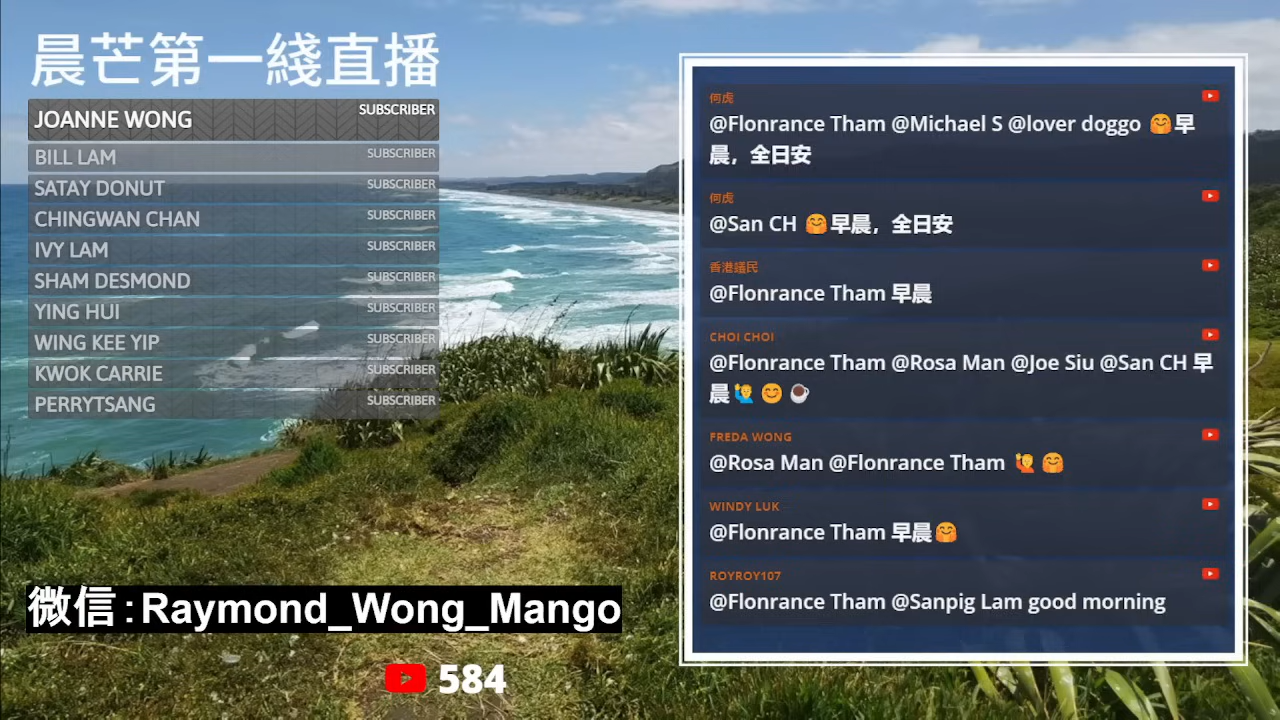 晨芒第一綫直播
JOANNE WONG SUBSCRIBER
BILL LAM SUBSCRIBER
SATAY DONUT SUBSCRIBER
CHINGWAN CHAN SUBSCRIBER
IVY LAM SUBSCRIBER
SHAM DESMOND SUBSCRIBER
YING HUI SUBSCRIBER
WING KEE YIP SUBSCRIBER
KWOK CARRIE SUBSCRIBER
PERRYTSANG SUBSCRIBER
微信:Raymond_Wong_Mango
584
何虎
@Flonrance Tham @Michael S @lover doggo 🤗早
晨，全日安
何虎
@San CH 🤗早晨，全日安
香港議民
@Flonrance Tham 早晨
CHOI CHOI
@Flonrance Tham @Rosa Man @Joe Siu @San CH 早
晨🙋‍♂️ 😊 ☕
FREDA WONG
@Rosa Man @Flonrance Tham 🙋 🤗
WINDY LUK
@Flonrance Tham 早晨🤗
ROYROY107
@Flonrance Tham @Sanpig Lam good morning